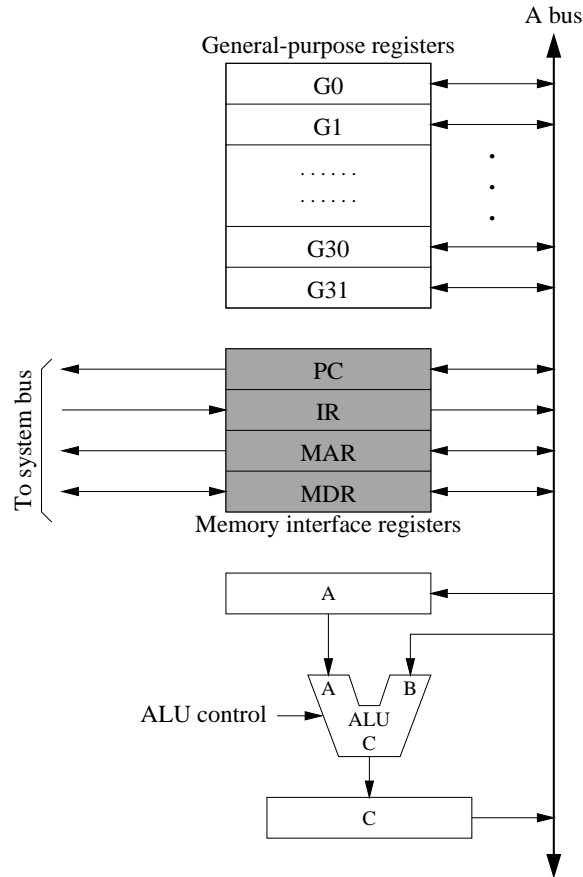 A bus
General-purpose registers
G0
G1
. . . . . .
. . . . . .
G30
G31
To system bus
PC
IR
MAR
MDR
Memory interface registers
A
A
B
ALU control
ALU
C
C